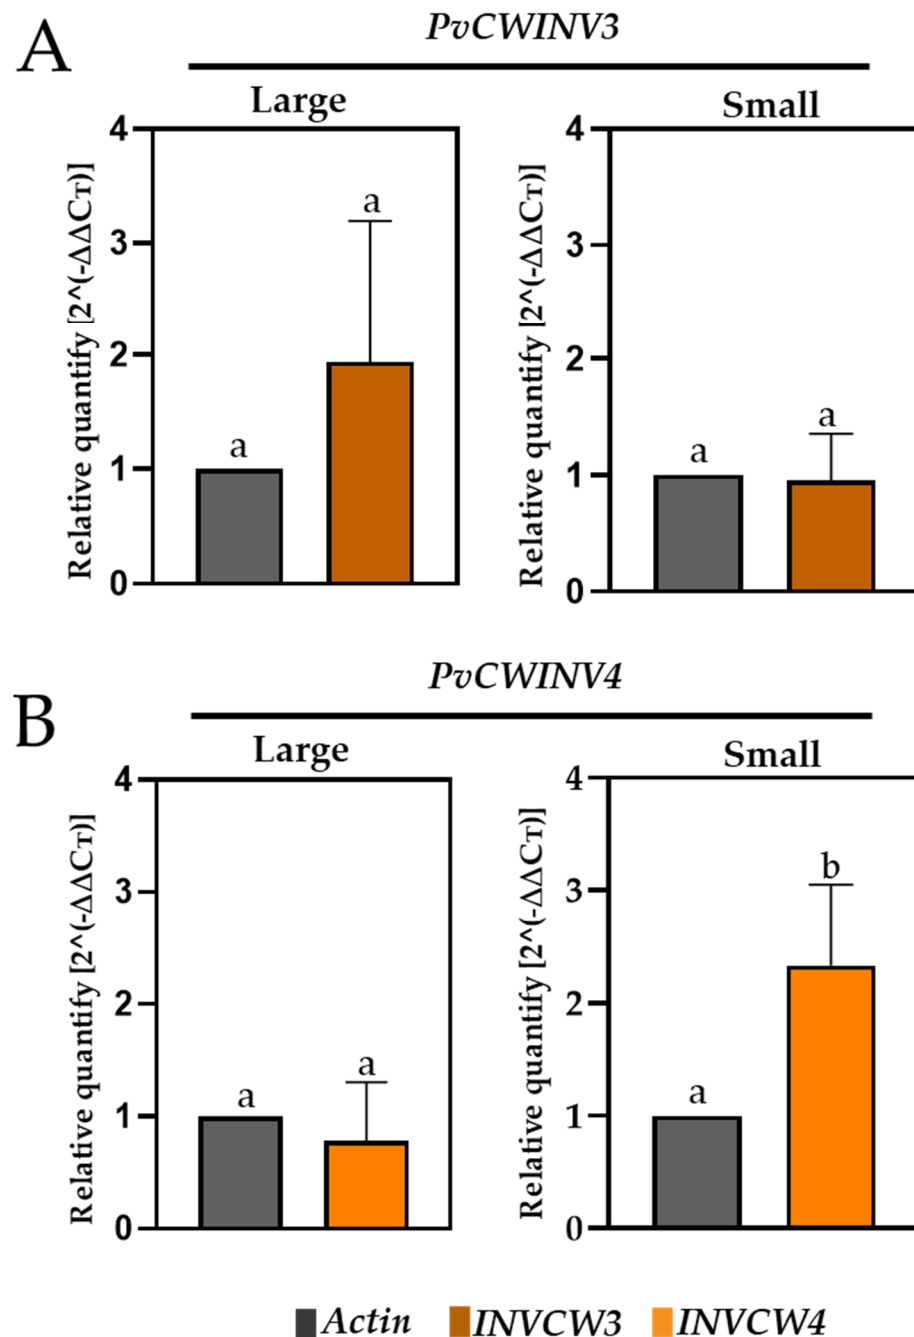 A
PvCWINV3
Large
Small
Relative quantify [2^(-ΔΔCT)]
4
3
2
1
0
a
a
Relative quantify [2^(-ΔΔCT)]
4
3
2
1
0
a
a
B
PvCWINV4
Large
Small
Relative quantify [2^(-ΔΔCT)]
4
3
2
1
0
a
a
Relative quantify [2^(-ΔΔCT)]
4
3
2
1
0
a
b
Actin INVCW3 INVCW4